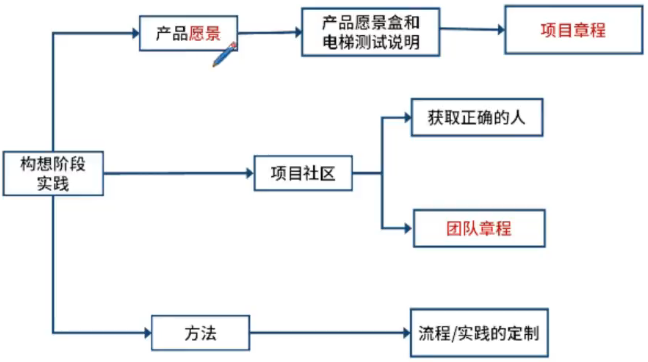 产品愿景
产品愿景盒和
电梯测试说明
项目章程
构想阶段
实践
项目社区
获取正确的人
团队章程
方法
流程/实践的定制